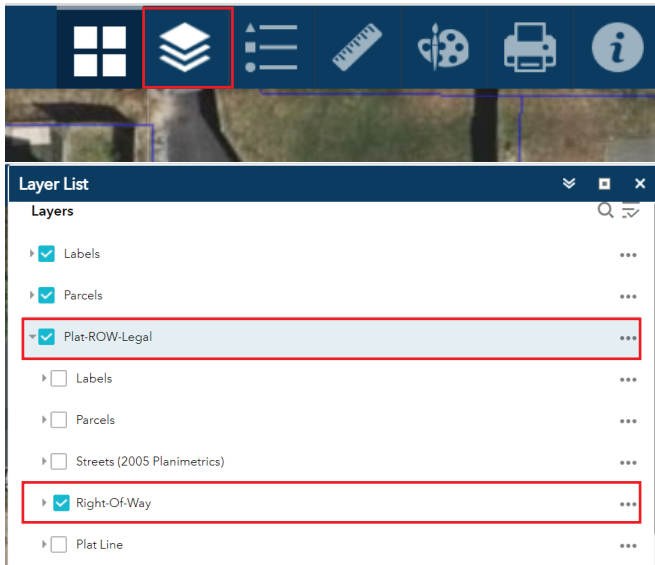 Layer List
Layers
Labels
Parcels
Plat-ROW-Legal
Labels
Parcels
Streets (2005 Planimetrics)
Right-Of-Way
Plat Line